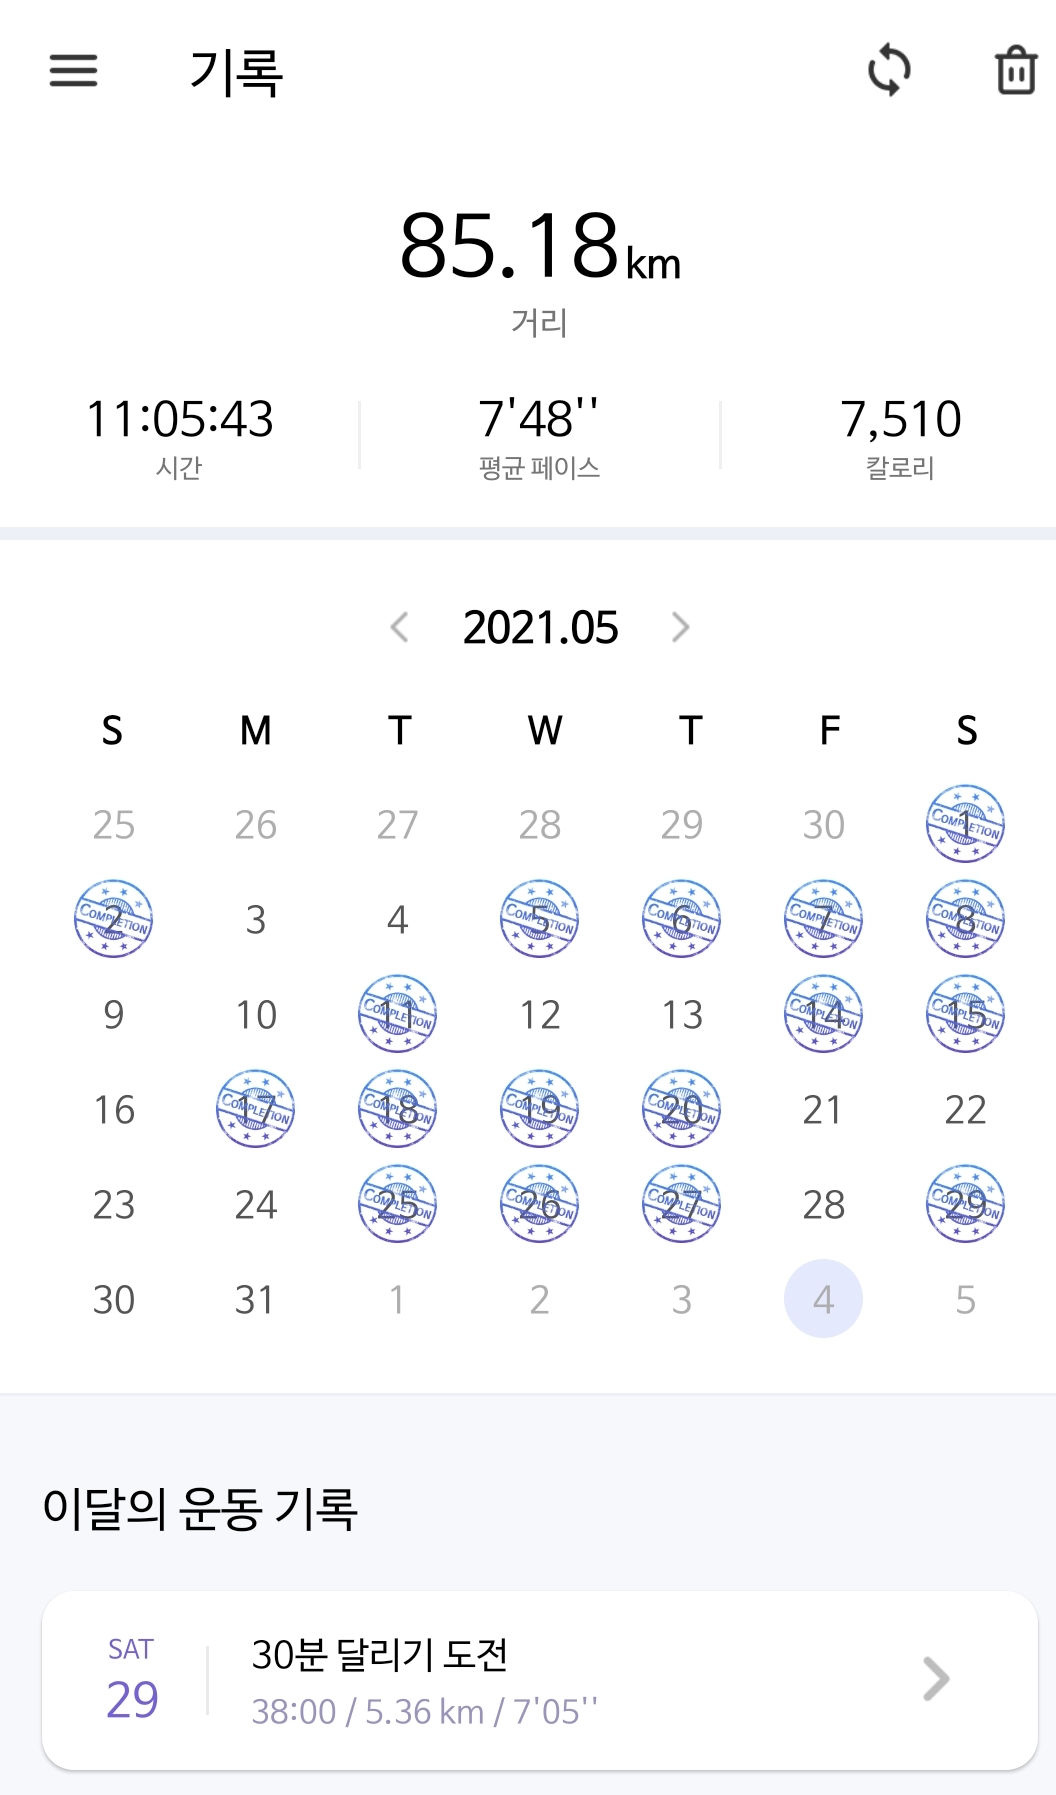 기록
85.18km
거리
11:05:43 7'48'' 7,510
시간 평균 페이스 칼로리
2021.05
S M T W T F S
25 26 27 28 29 30 1 COMPLETION
2 COMPLETION 3 4 5 COMPLETION 6 COMPLETION 7 COMPLETION 8 COMPLETION
9 10 11 COMPLETION 12 13 14 COMPLETION 15 COMPLETION
16 17 COMPLETION 18 COMPLETION 19 COMPLETION 20 COMPLETION 21 22
23 24 25 COMPLETION 26 COMPLETION 27 COMPLETION 28 29 COMPLETION
30 31 1 2 3 4 5
이달의 운동 기록
SAT
29
30분 달리기 도전
38:00 / 5.36 km / 7'05''